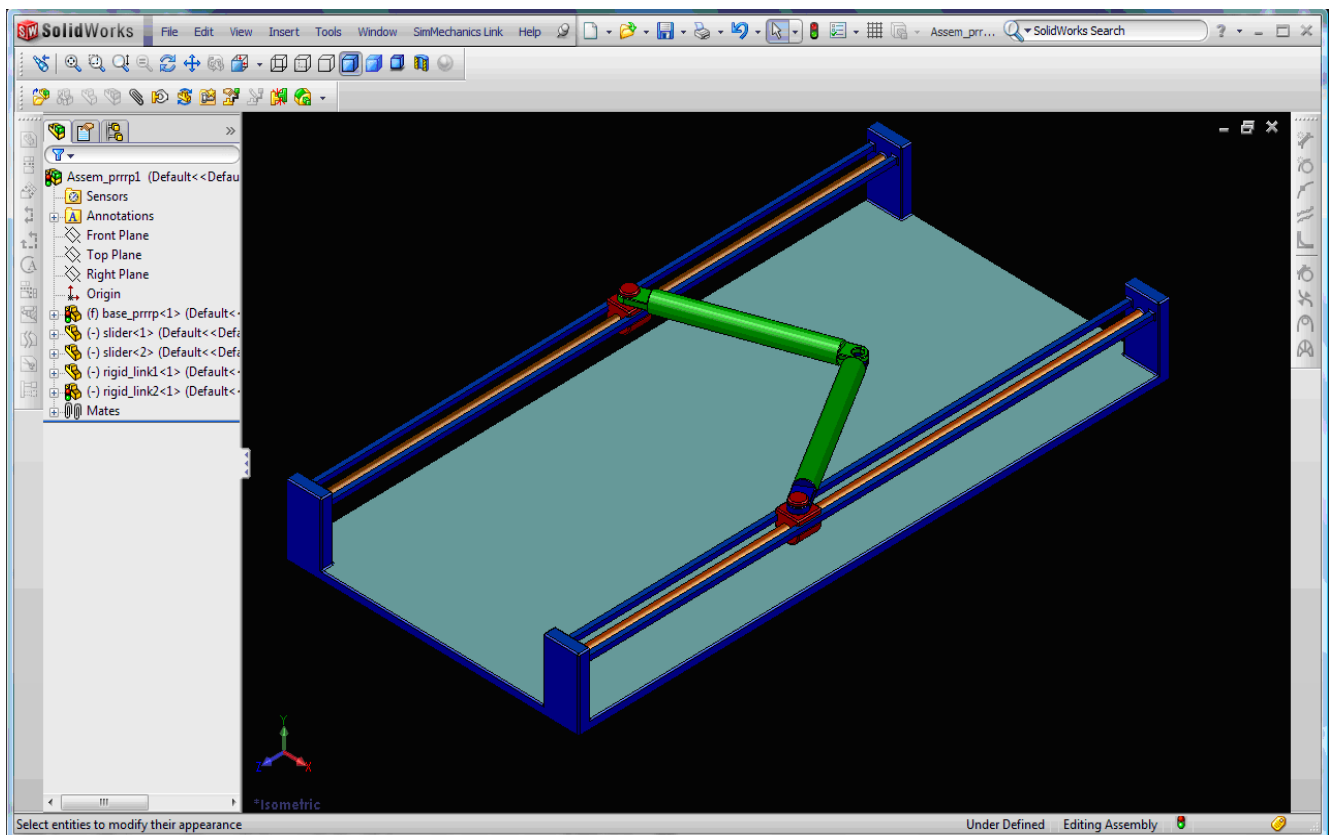 SolidWorks File Edit View Insert Tools Window SimMechanics Link Help Assem_prr... SolidWorks Search ?
Assem_prrrp1 (Default<<Defau
Sensors
Annotations
Front Plane
Top Plane
Right Plane
Origin
(f) base_prrrp<1> (Default<
(-) slider<1> (Default<<Defa
(-) slider<2> (Default<<Defa
(-) rigid_link1<1> (Default<
(-) rigid_link2<1> (Default<
Mates
Y
Z X
*Isometric
Select entities to modify their appearance Under Defined Editing Assembly